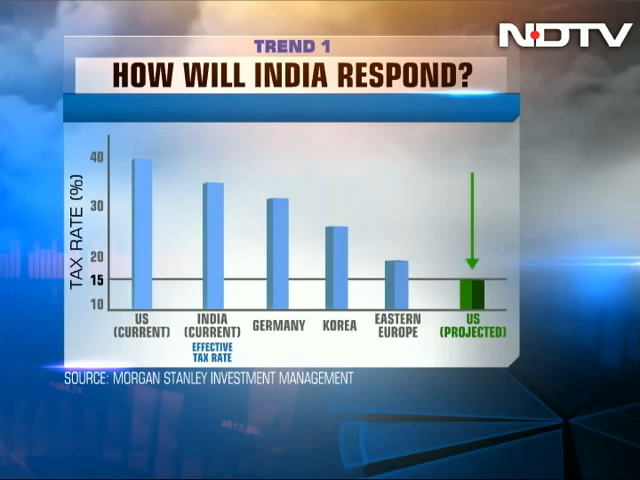 NDTV
TREND 1
HOW WILL INDIA RESPOND?
TAX RATE (%)
40
30
20
15
10
US
(CURRENT)
INDIA
(CURRENT)
EFFECTIVE
TAX RATE
GERMANY
KOREA
EASTERN
EUROPE
US
(PROJECTED)
SOURCE: MORGAN STANLEY INVESTMENT MANAGEMENT